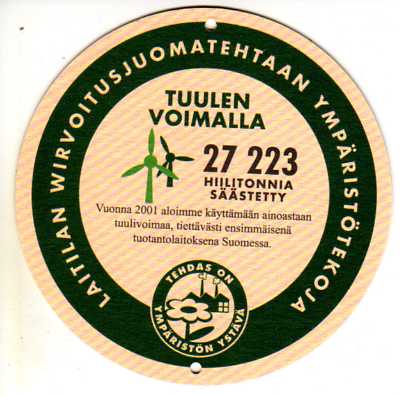 LAITILAN WIRVOITUSJUOMATEHTAAN YMPÄRISTÖTEKOJA
TUULEN
VOIMALLA
27 223
HIILITONNIA
SÄÄSTETTY
Vuonna 2001 aloimme käyttämään ainoastaan
tuulivoimaa, tiettävästi ensimmäisenä
tuotantolaitoksena Suomessa.
TEHDAS ON
YMPÄRISTÖN YSTÄVÄ